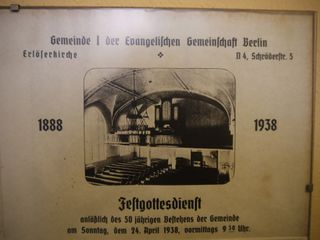 Gemeinde I der Evangelischen Gemeinschaft Berlin
Erlöserkirche N 4, Schröderstr. 5
1888 1938
Festgottesdienst
anläßlich des 50 jährigen Bestehens der Gemeinde
am Sonntag, dem 24. April 1938, vormittags 9 30 Uhr.